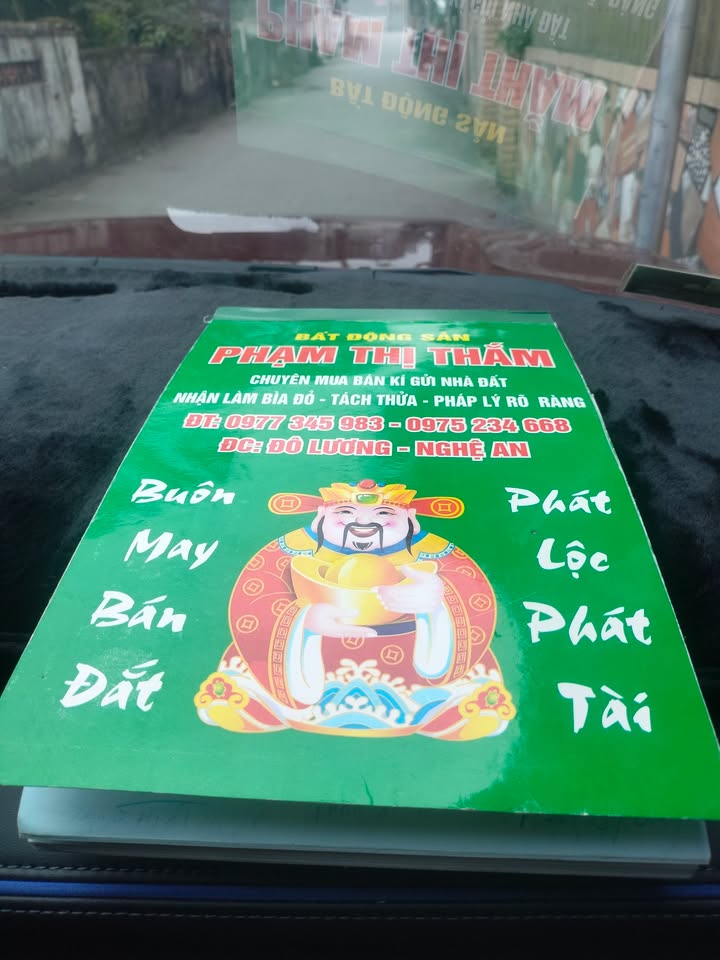 BẤT ĐỘNG SẢN
PHẠM THỊ THẮM
CHUYÊN MUA BÁN KÍ GỬI NHÀ ĐẤT
NHẬN LÀM BÌA ĐỎ - TÁCH THỬA - PHÁP LÝ RÕ RÀNG
ĐT: 0977 345 983 - 0975 234 668
ĐC: ĐÔ LƯƠNG - NGHỆ AN
Buôn
May
Bán
Đắt
Phát
Lộc
Phát
Tài